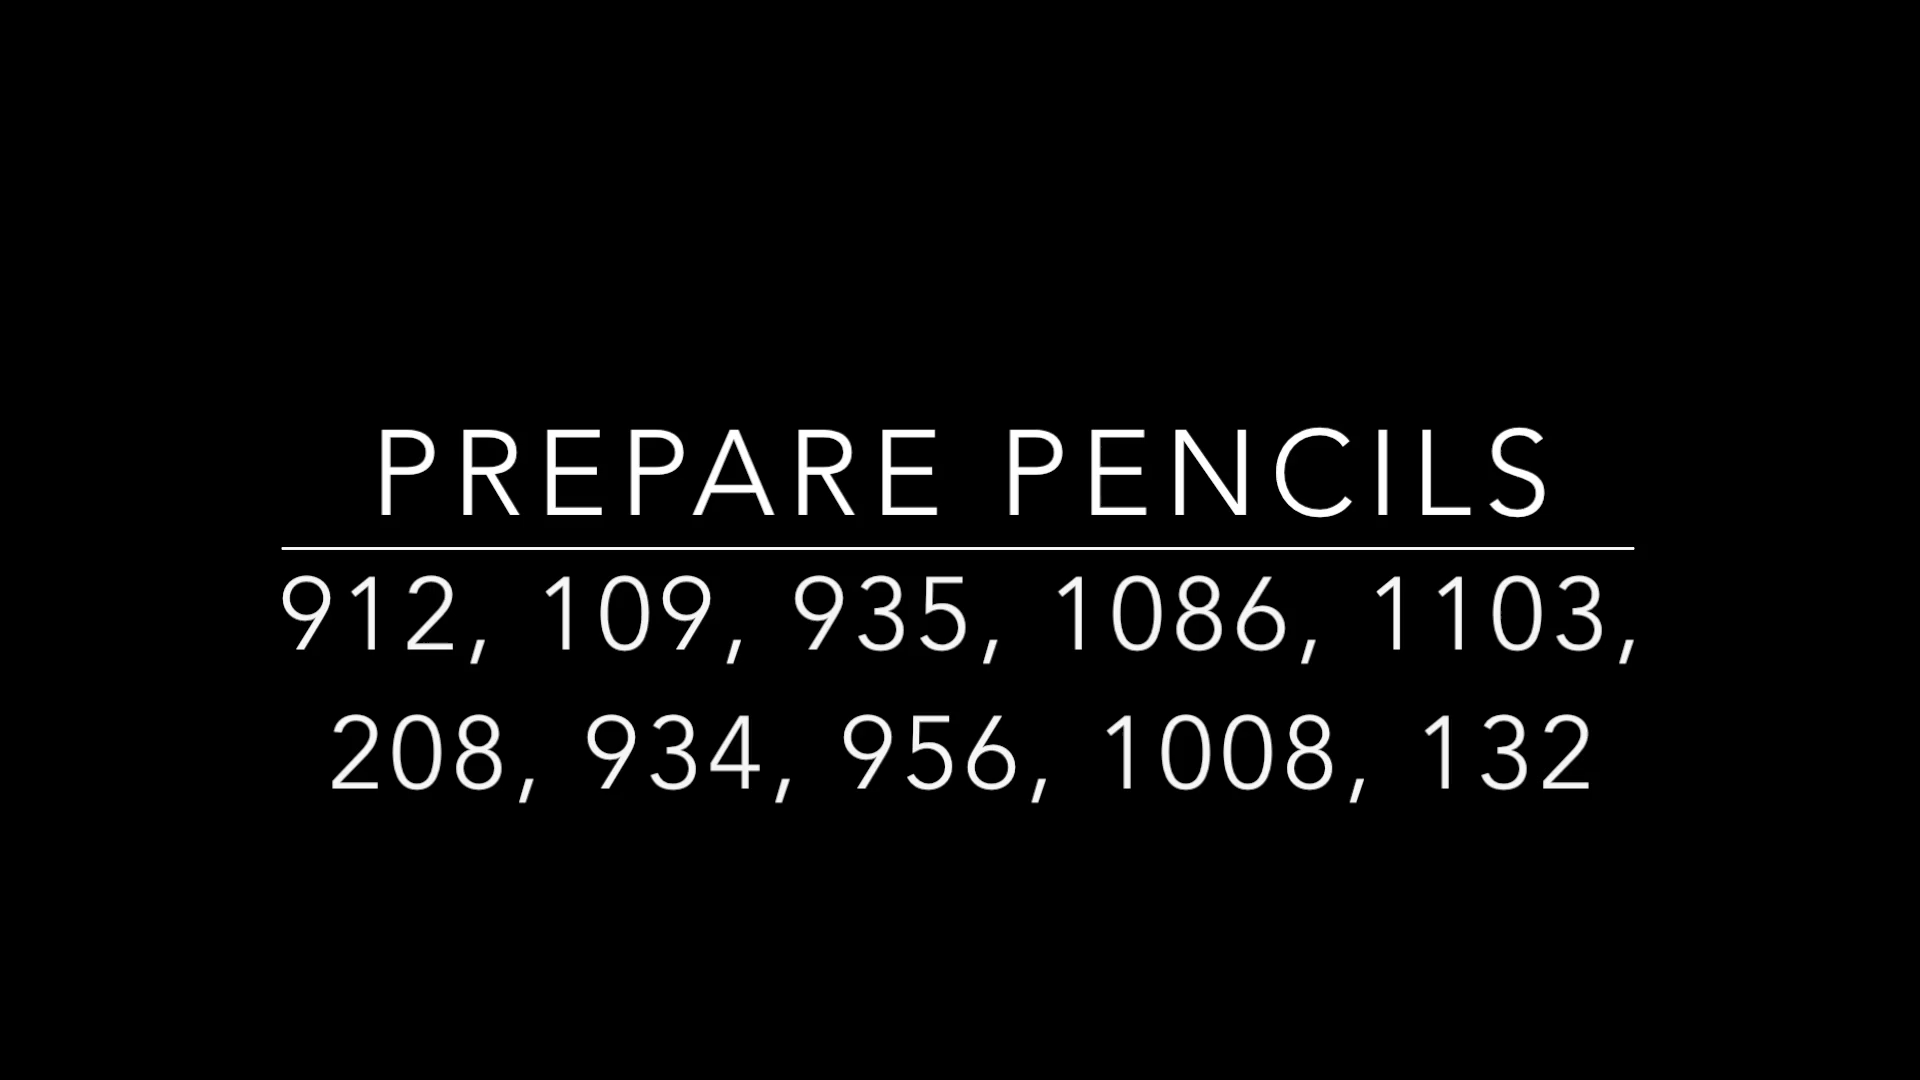 PREPARE PENCILS
912, 109, 935, 1086, 1103,
208, 934, 956, 1008, 132